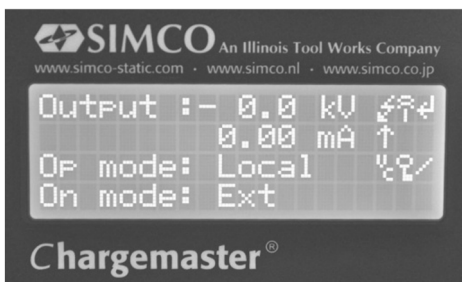 SIMCO An Illinois Tool Works Company
www.simco-static.com · www.simco.nl · www.simco.co.jp
Output :- 0.0 kV
0.00 mA ↑
Op mode: Local
On mode: Ext
Chargemaster®